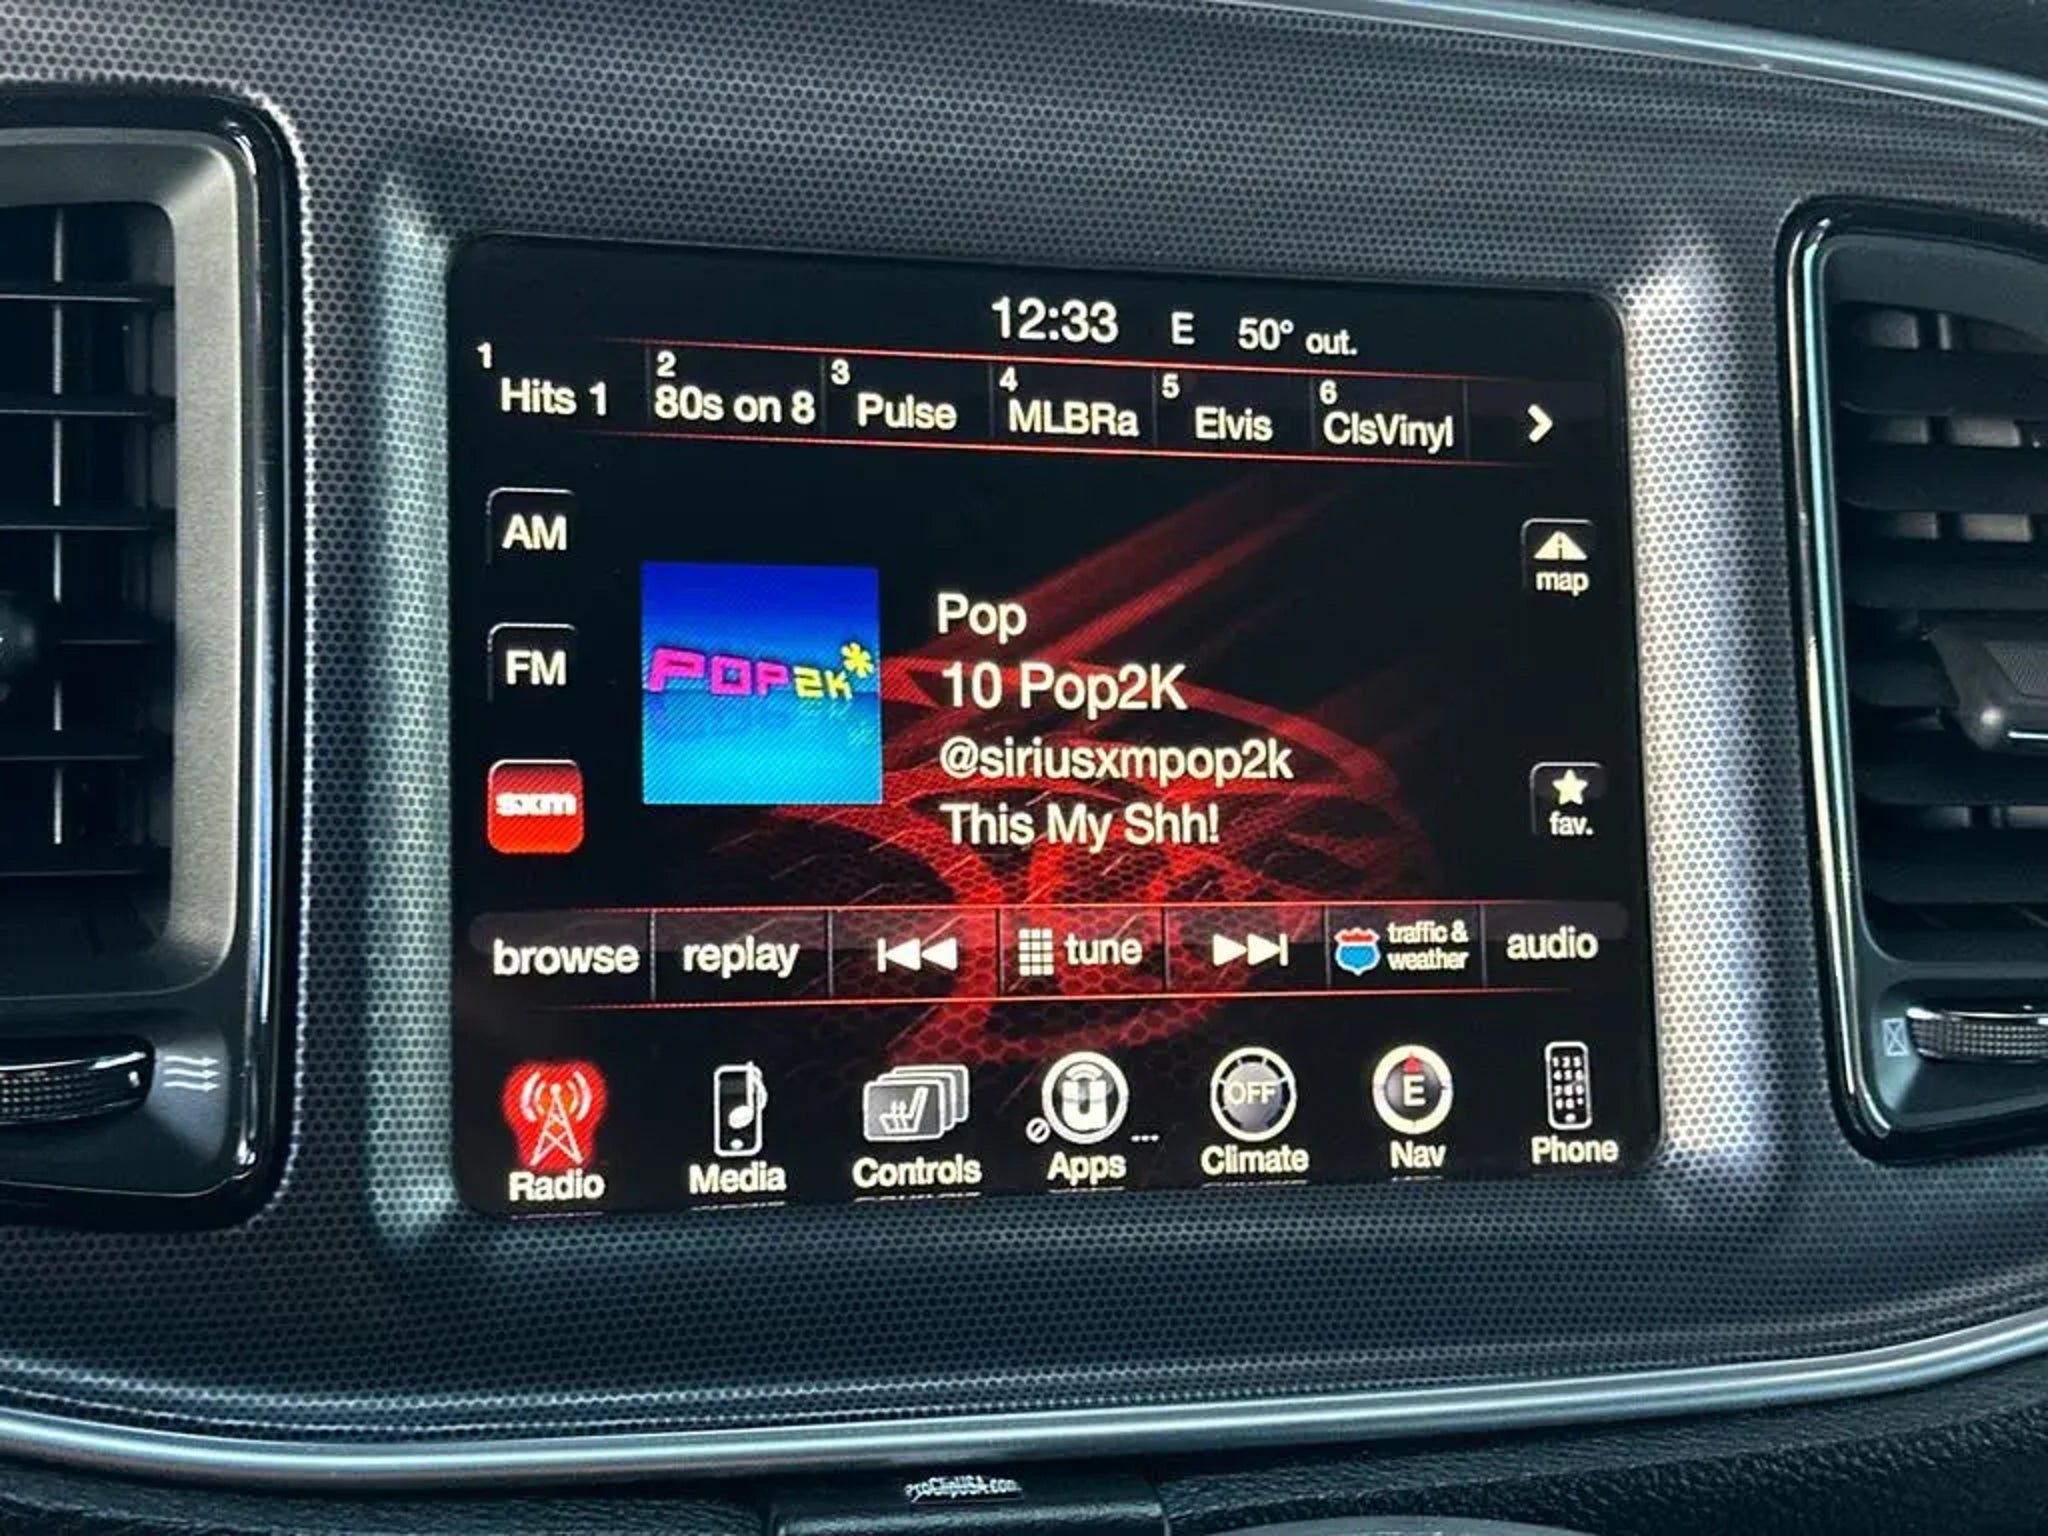 12:33 E 50° out.
1 Hits 1
2 80s on 8
3 Pulse
4 MLBRa
5 Elvis
6 ClsVinyl
AM
FM
sxm
POP2K*
Pop
10 Pop2K
@siriusxmpop2k
This My Shh!
map
fav.
browse
replay
tune
traffic &
weather
audio
OFF
E
Radio
Media
Controls
Apps
Climate
Nav
Phone
ProClipUSA.com